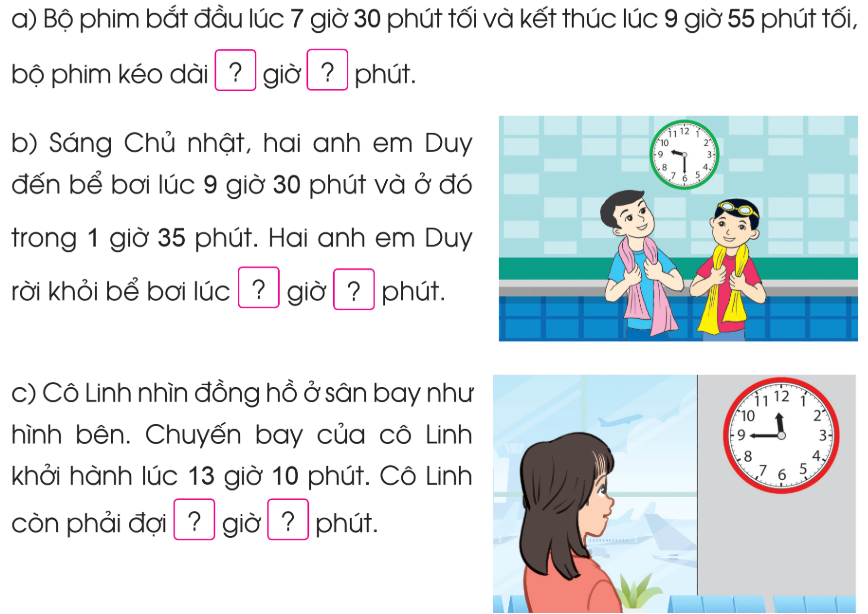 a) Bộ phim bắt đầu lúc 7 giờ 30 phút tối và kết thúc lúc 9 giờ 55 phút tối,
bộ phim kéo dài ? giờ ? phút.
b) Sáng Chủ nhật, hai anh em Duy
đến bể bơi lúc 9 giờ 30 phút và ở đó
trong 1 giờ 35 phút. Hai anh em Duy
rời khỏi bể bơi lúc ? giờ ? phút.
11 12 1
10 2
9 3
8 4
7 6 5
c) Cô Linh nhìn đồng hồ ở sân bay như
hình bên. Chuyến bay của cô Linh
khởi hành lúc 13 giờ 10 phút. Cô Linh
còn phải đợi ? giờ ? phút.
11 12 1
10 2
9 3
8 4
7 6 5